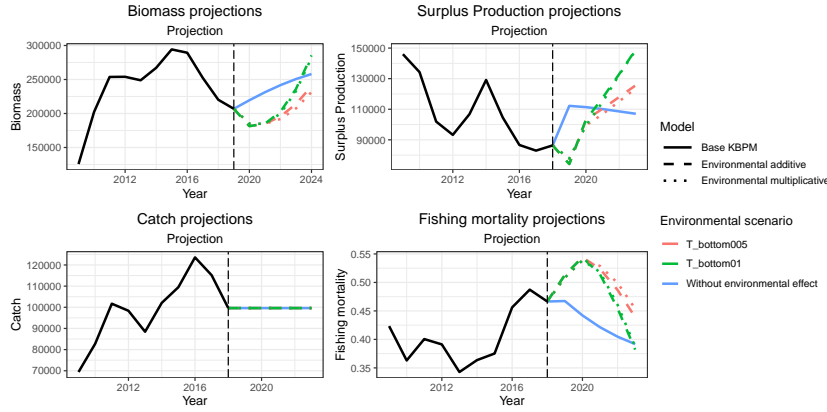 Biomass projections
Projection
300000
250000
200000
150000
Biomass
2012
2016
2020
2024
Year
Surplus Production projections
Projection
150000
130000
110000
90000
Surplus Production
2012
2016
2020
Year
Catch projections
Projection
120000
110000
100000
90000
80000
70000
Catch
2012
2016
2020
Year
Fishing mortality projections
Projection
0.55
0.50
0.45
0.40
0.35
Fishing mortality
2012
2016
2020
Year
Model
Base KBPM
Environmental additive
Environmental multiplicative
Environmental scenario
T_bottom005
T_bottom01
Without environmental effect